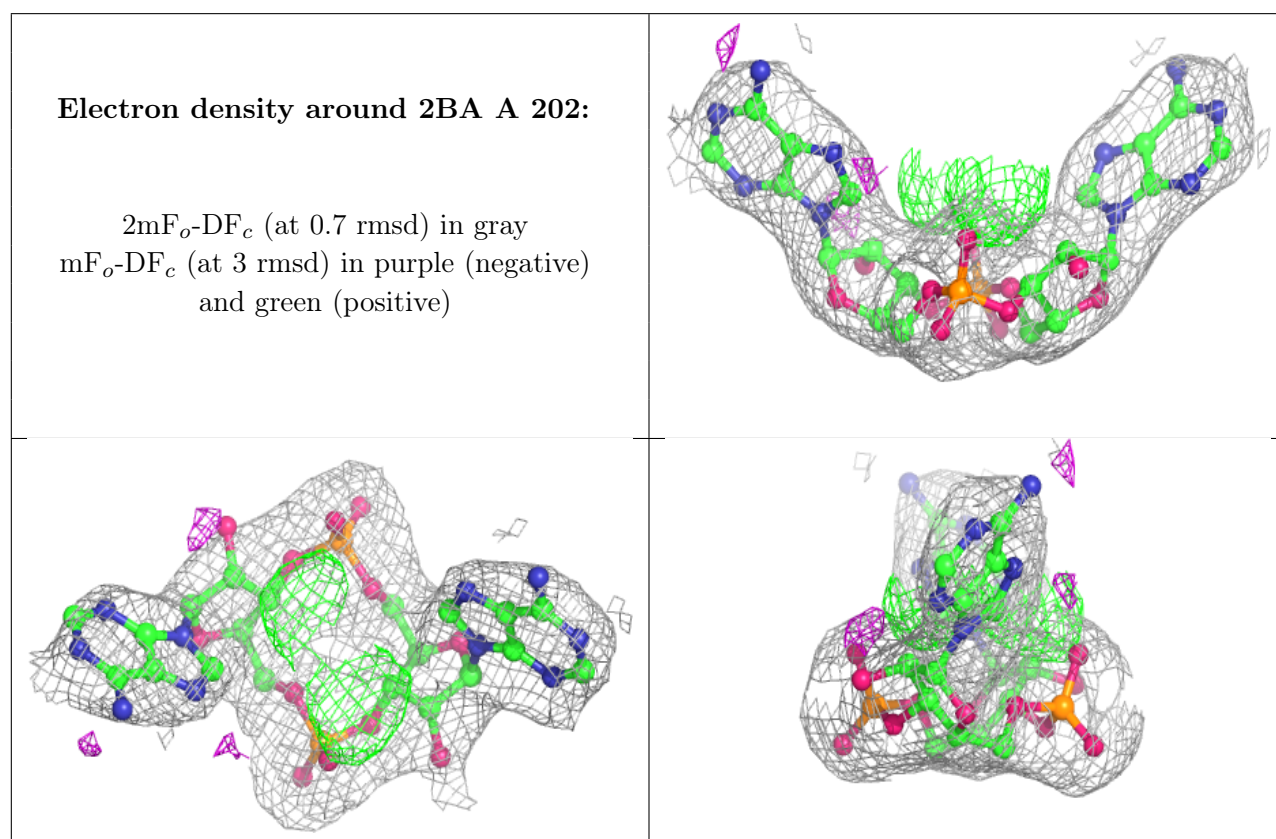 Electron density around 2BA A 202:
2mFo-DFc (at 0.7 rmsd) in gray
mFo-DFc (at 3 rmsd) in purple (negative)
and green (positive)